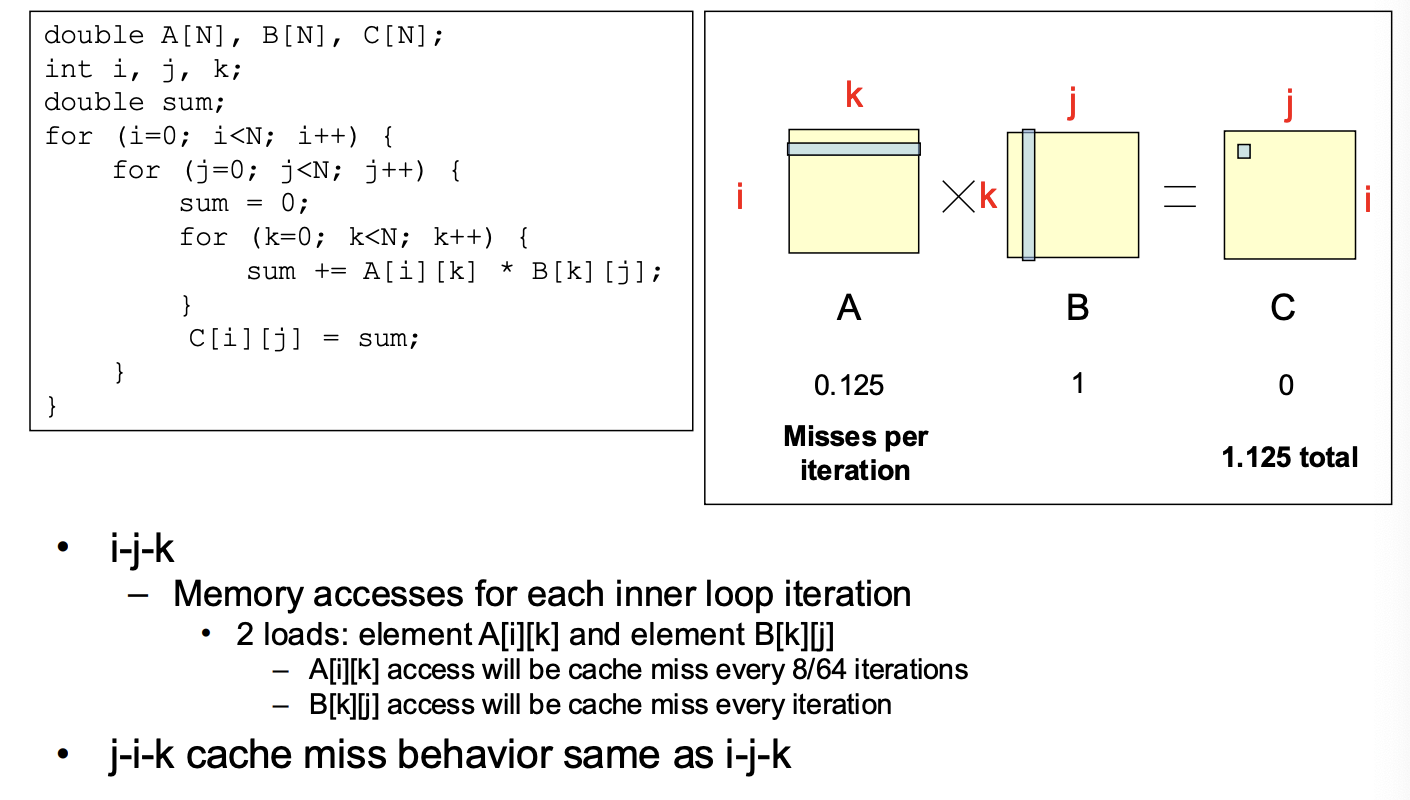 double A[N], B[N], C[N];
int i, j, k;
double sum;
for (i=0; i<N; i++) {
for (j=0; j<N; j++) {
sum = 0;
for (k=0; k<N; k++) {
sum += A[i][k] * B[k][j];
}
C[i][j] = sum;
}
}
k
j
j
i
×
k
=
i
A
B
C
0.125
1
0
Misses per
iteration
1.125 total
• i-j-k
– Memory accesses for each inner loop iteration
• 2 loads: element A[i][k] and element B[k][j]
– A[i][k] access will be cache miss every 8/64 iterations
– B[k][j] access will be cache miss every iteration
• j-i-k cache miss behavior same as i-j-k